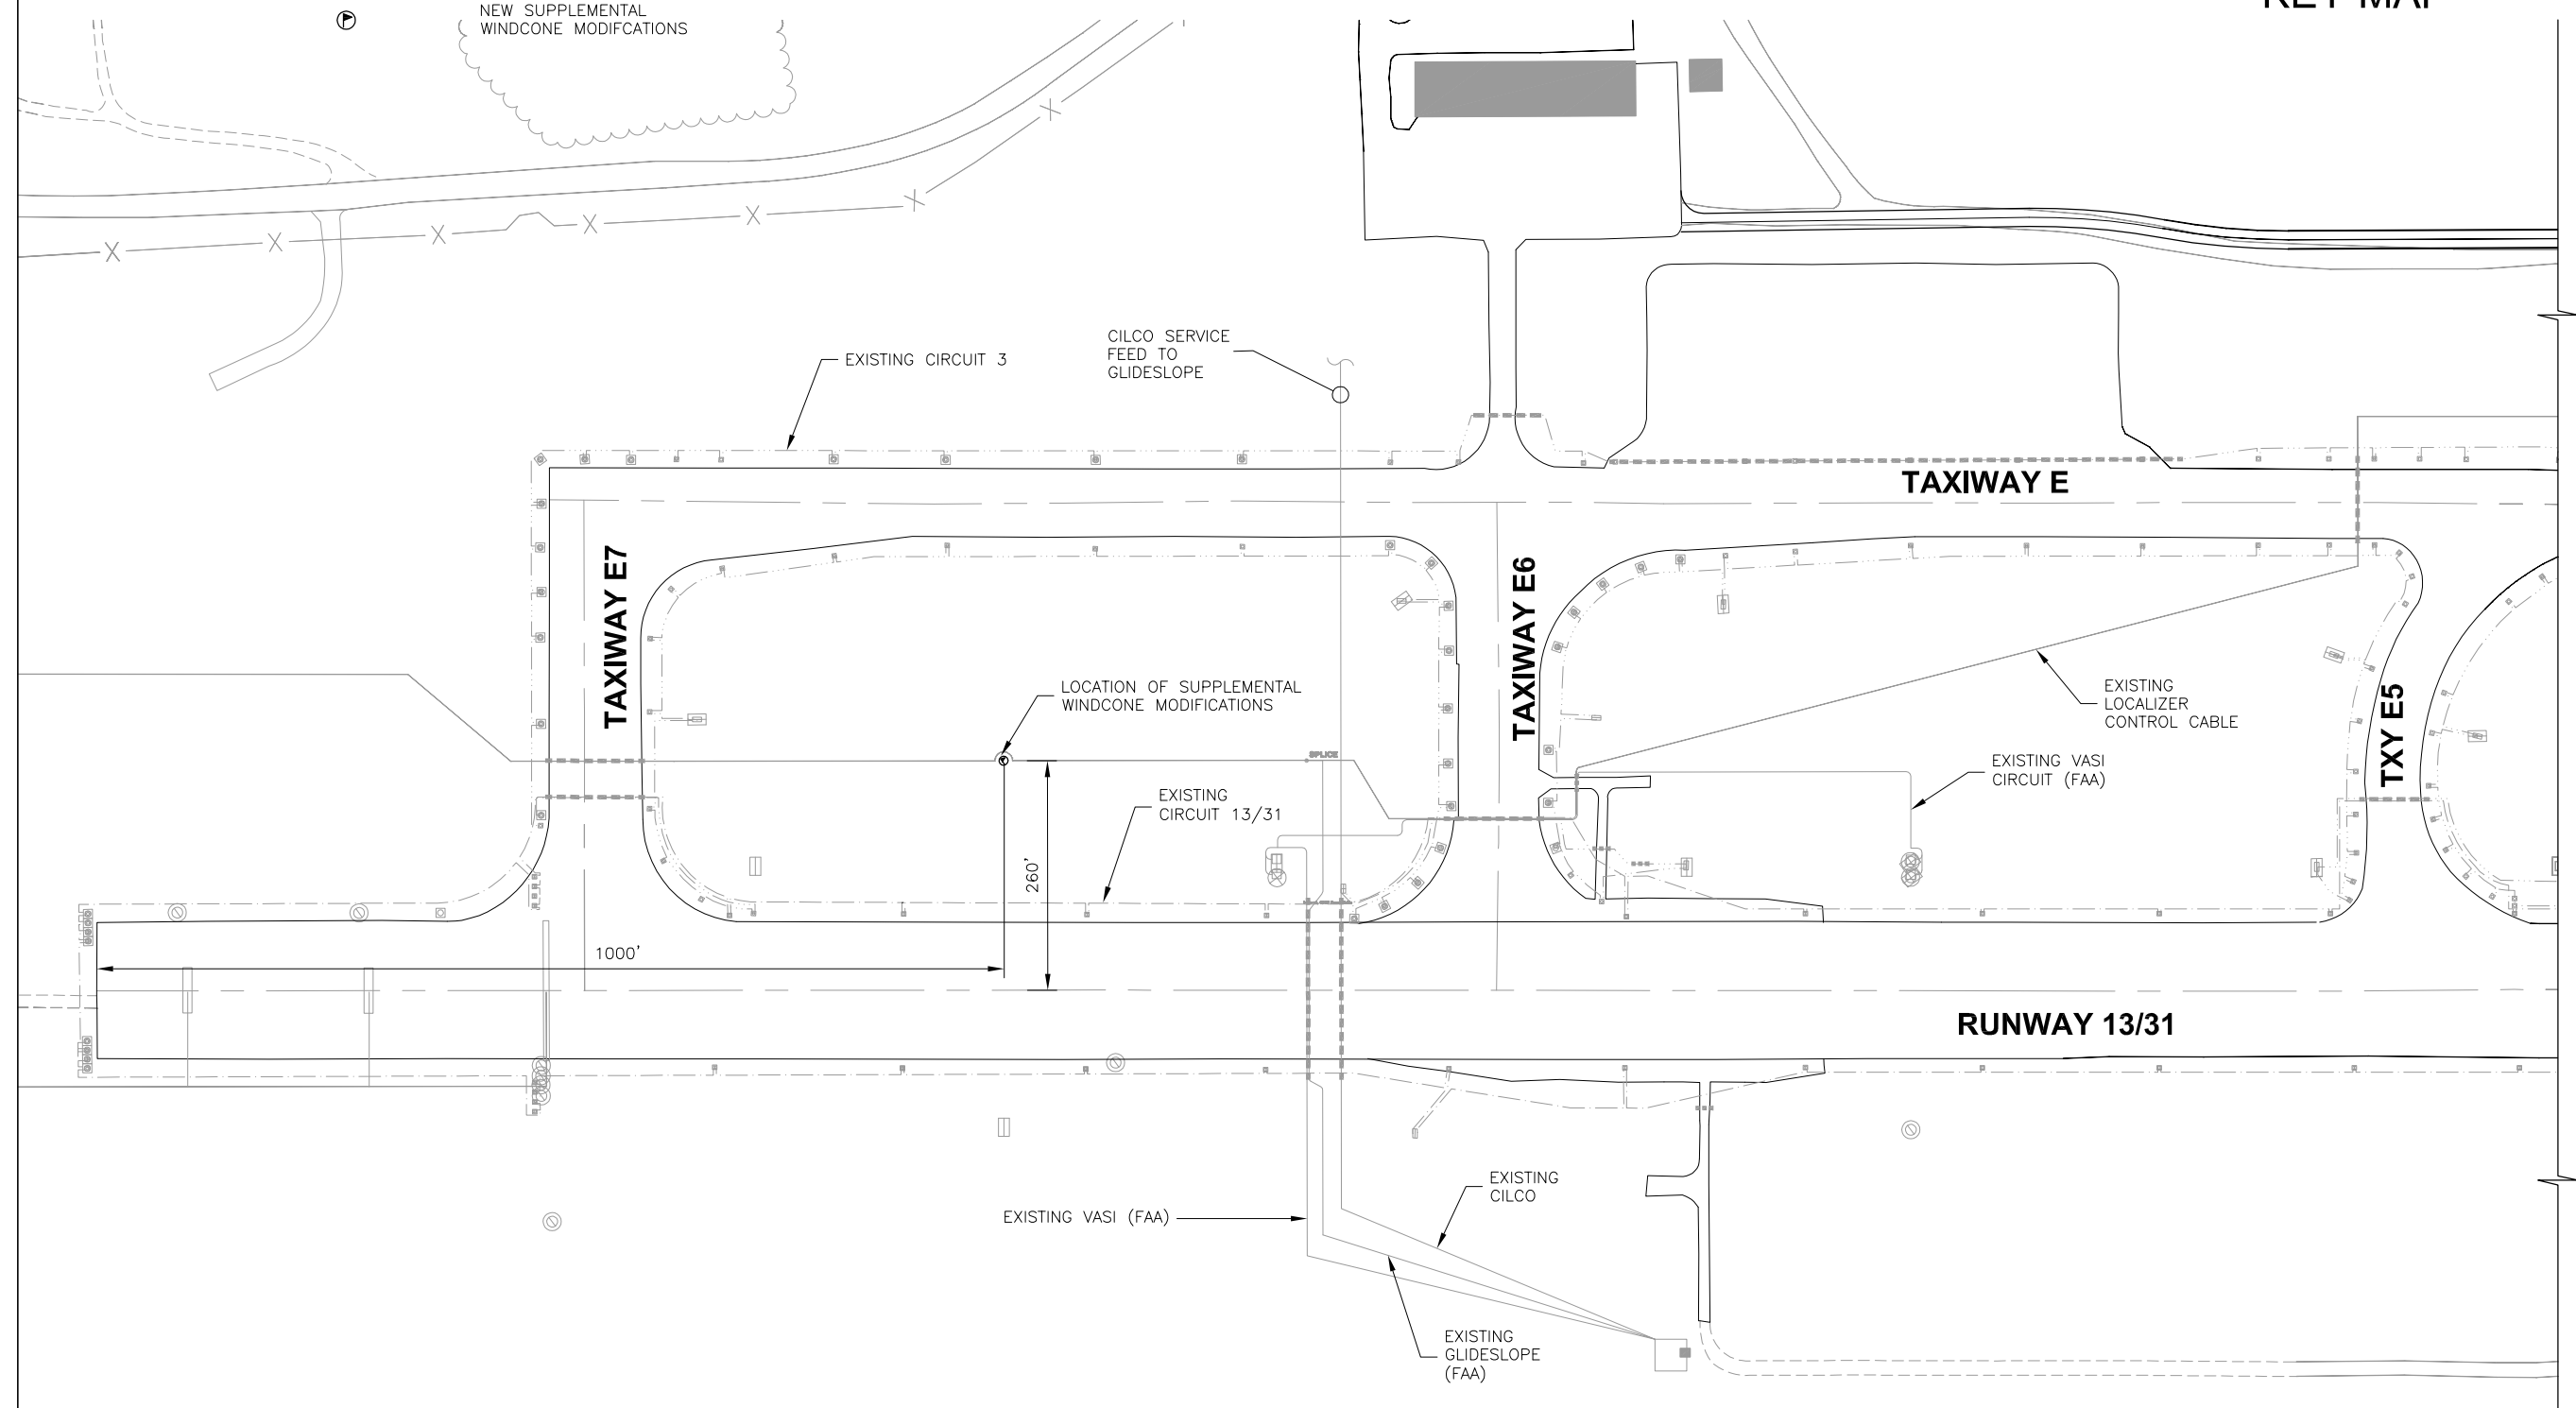 KEY MAP
NEW SUPPLEMENTAL
WINDCONE MODIFCATIONS
CILCO SERVICE
FEED TO
GLIDESLOPE
EXISTING CIRCUIT 3
TAXIWAY E
TAXIWAY E7
TAXIWAY E6
TXY E5
LOCATION OF SUPPLEMENTAL
WINDCONE MODIFICATIONS
EXISTING
LOCALIZER
CONTROL CABLE
SPLICE
EXISTING VASI
CIRCUIT (FAA)
EXISTING
CIRCUIT 13/31
260'
1000'
RUNWAY 13/31
EXISTING
CILCO
EXISTING VASI (FAA)
EXISTING
GLIDESLOPE
(FAA)